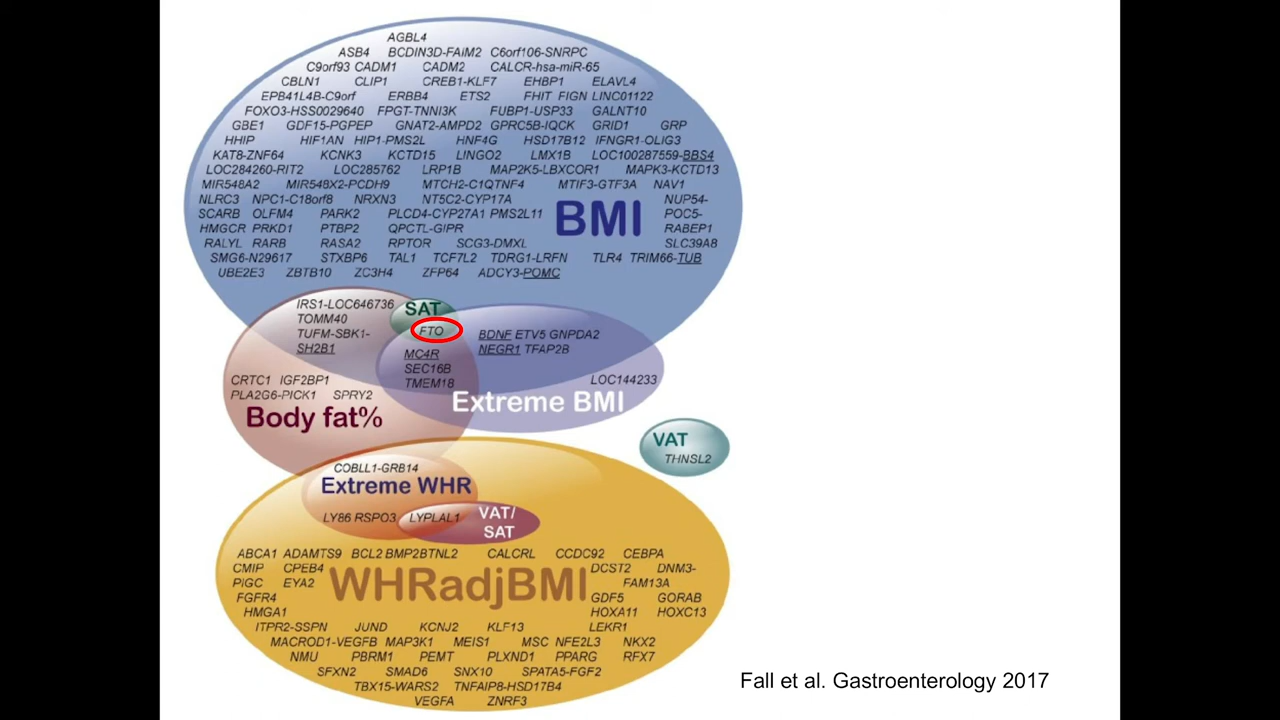 AGBL4
ASB4 BCDIN3D-FAIM2 C6orf106-SNRPC
C9orf93 CADM1 CADM2 CALCR-hsa-miR-65
CBLN1 CLIP1 CREB1-KLF7 EHBP1 ELAVL4
EPB41L4B-C9orf ERBB4 ETS2 FHIT FIGN LINC01122
FOXO3-HSS0029640 FPGT-TNNI3K FUBP1-USP33 GALNT10
GBE1 GDF15-PGPEP GNAT2-AMPD2 GPRC5B-IQCK GRID1 GRP
HHIP HIF1AN HIP1-PMS2L HNF4G HSD17B12 IFNGR1-OLIG3
KAT8-ZNF64 KCNK3 KCTD15 LINGO2 LMX1B LOC100287559-BBS4
LOC284260-RIT2 LOC285762 LRP1B MAP2K5-LBXCOR1 MAPK3-KCTD13
MIR548A2 MIR548X2-PCDH9 MTCH2-C1QTNF4 MTIF3-GTF3A NAV1
NLRC3 NPC1-C18orf8 NRXN3 NT5C2-CYP17A NUP54-
SCARB OLFM4 PARK2 PLCD4-CYP27A1 PMS2L11 BMI POC5-
HMGCR PRKD1 PTBP2 QPCTL-GIPR RABEP1
RALYL RARB RASA2 RPTOR SCG3-DMXL SLC39A8
SMG6-N29617 STXBP6 TAL1 TCF7L2 TDRG1-LRFN TLR4 TRIM66-TUB
UBE2E3 ZBTB10 ZC3H4 ZFP64 ADCY3-POMC
IRS1-LOC646736 SAT
TOMM40
TUFM-SBK1- FTO BDNF ETV5 GNPDA2
SH2B1 MC4R NEGR1 TFAP2B
SEC16B
CRTC1 IGF2BP1 TMEM18 LOC144233
PLA2G6-PICK1 SPRY2
Body fat% Extreme BMI
VAT
THNSL2
COBLL1-GRB14
Extreme WHR
LY86 RSPO3 LYPLAL1 VAT/
SAT
ABCA1 ADAMTS9 BCL2 BMP2BTNL2 CALCRL CCDC92 CEBPA
CMIP CPEB4 DCST2 DNM3-
PIGC EYA2 WHRadjBMI FAM13A
FGFR4 GDF5 GORAB
HMGA1 HOXA11 HOXC13
ITPR2-SSPN JUND KCNJ2 KLF13 LEKR1
MACROD1-VEGFB MAP3K1 MEIS1 MSC NFE2L3 NKX2
NMU PBRM1 PEMT PLXND1 PPARG RFX7
SFXN2 SMAD6 SNX10 SPATA5-FGF2
TBX15-WARS2 TNFAIP8-HSD17B4
VEGFA ZNRF3
Fall et al. Gastroenterology 2017